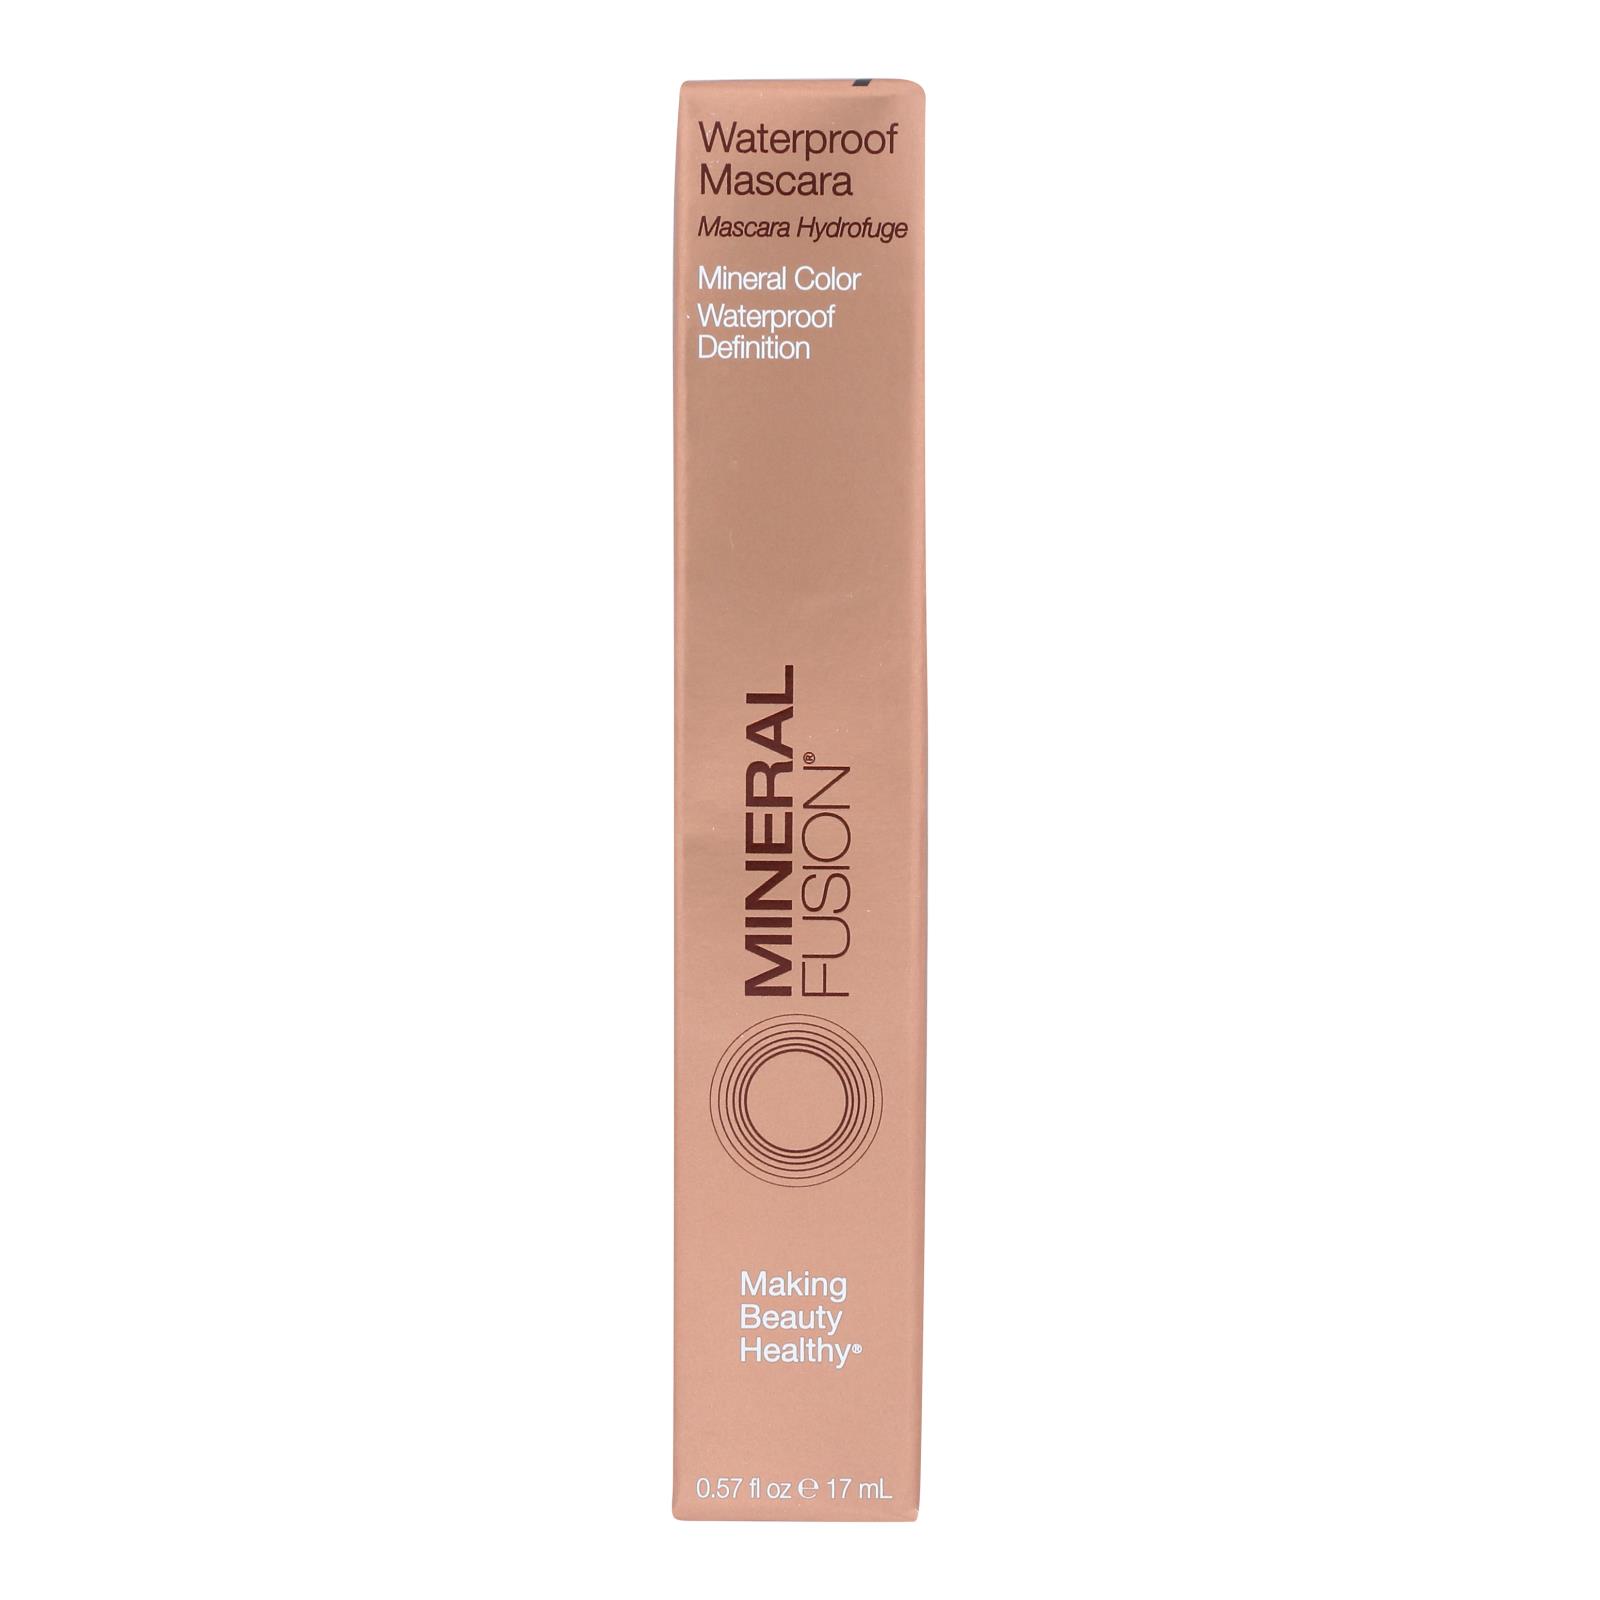 Waterproof
Mascara
Mascara Hydrofuge
Mineral Color
Waterproof
Definition
MINERAL
FUSION®
Making
Beauty
Healthy®
0.57 fl oz ℮ 17 mL